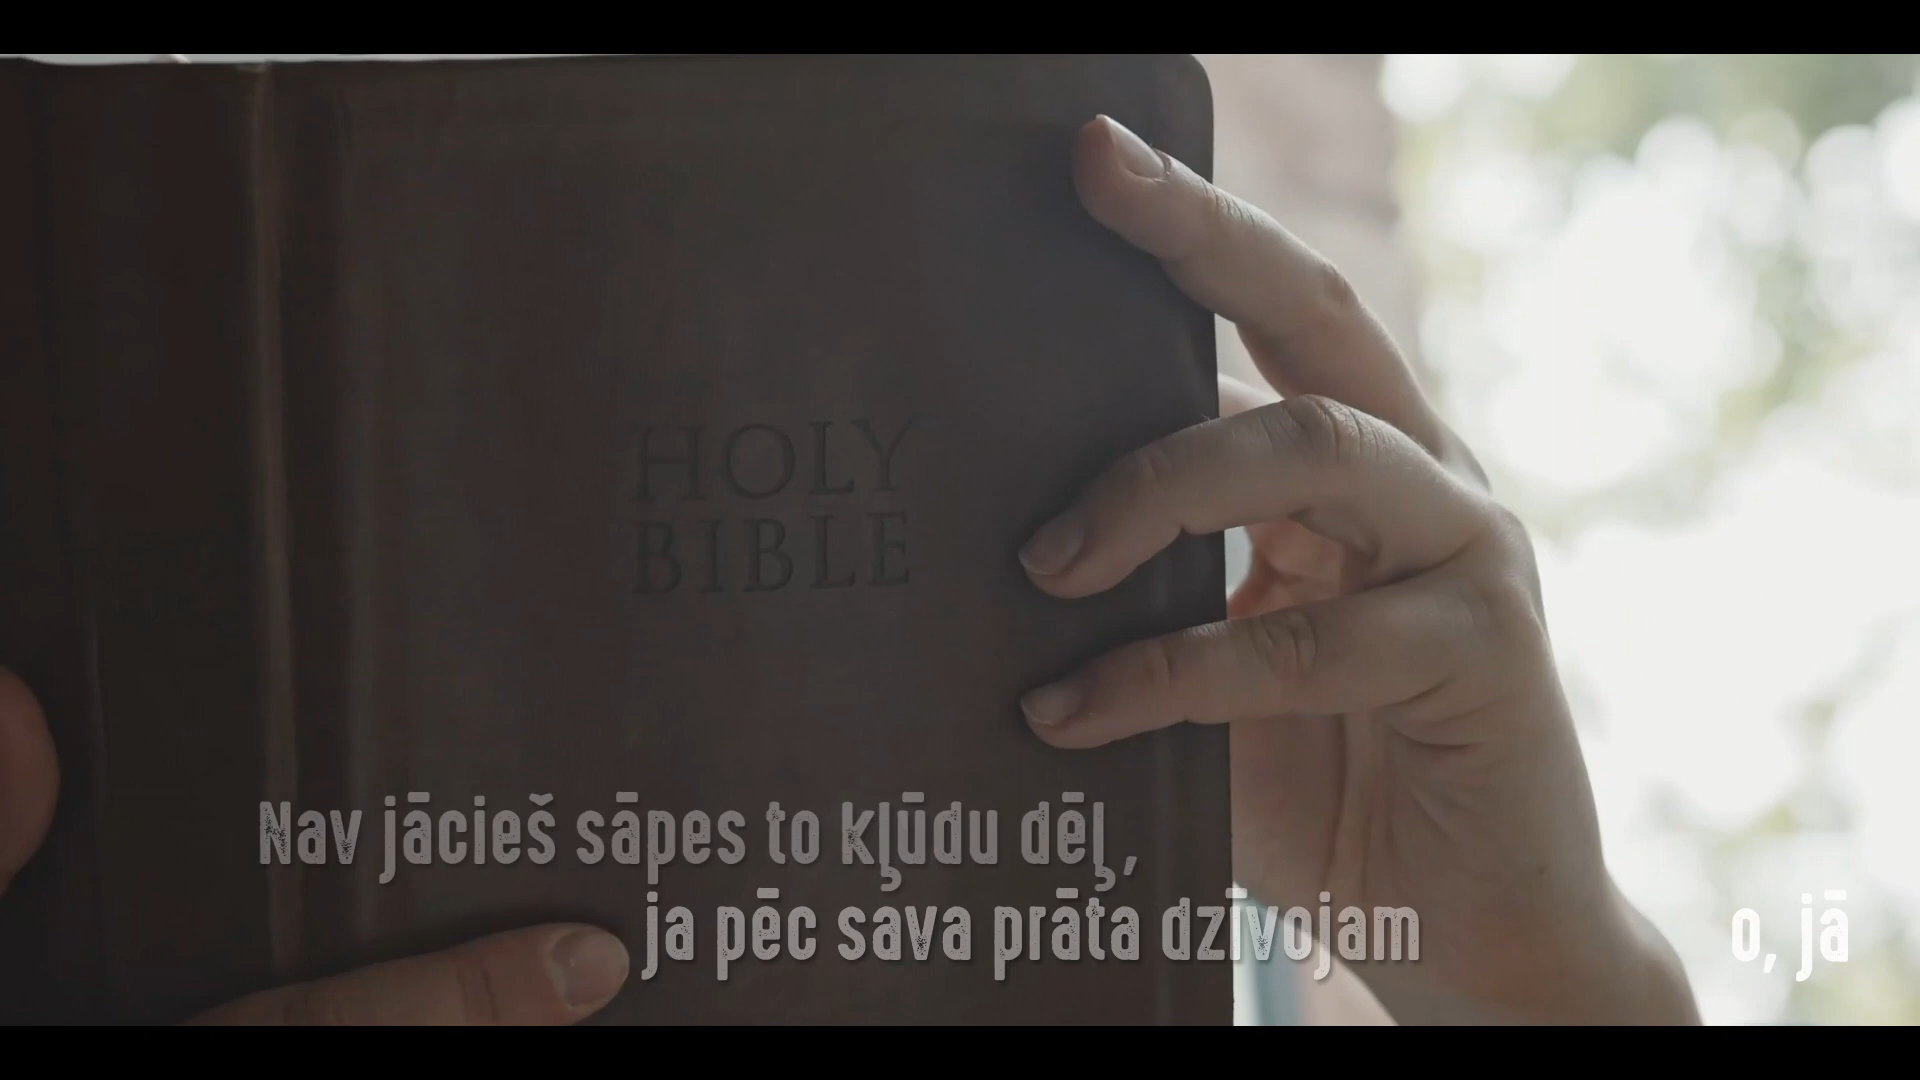 HOLY
BIBLE
Nav jācieš sāpes to kļūdu dēļ,
ja pēc sava prāta dzīvojam
o, jā